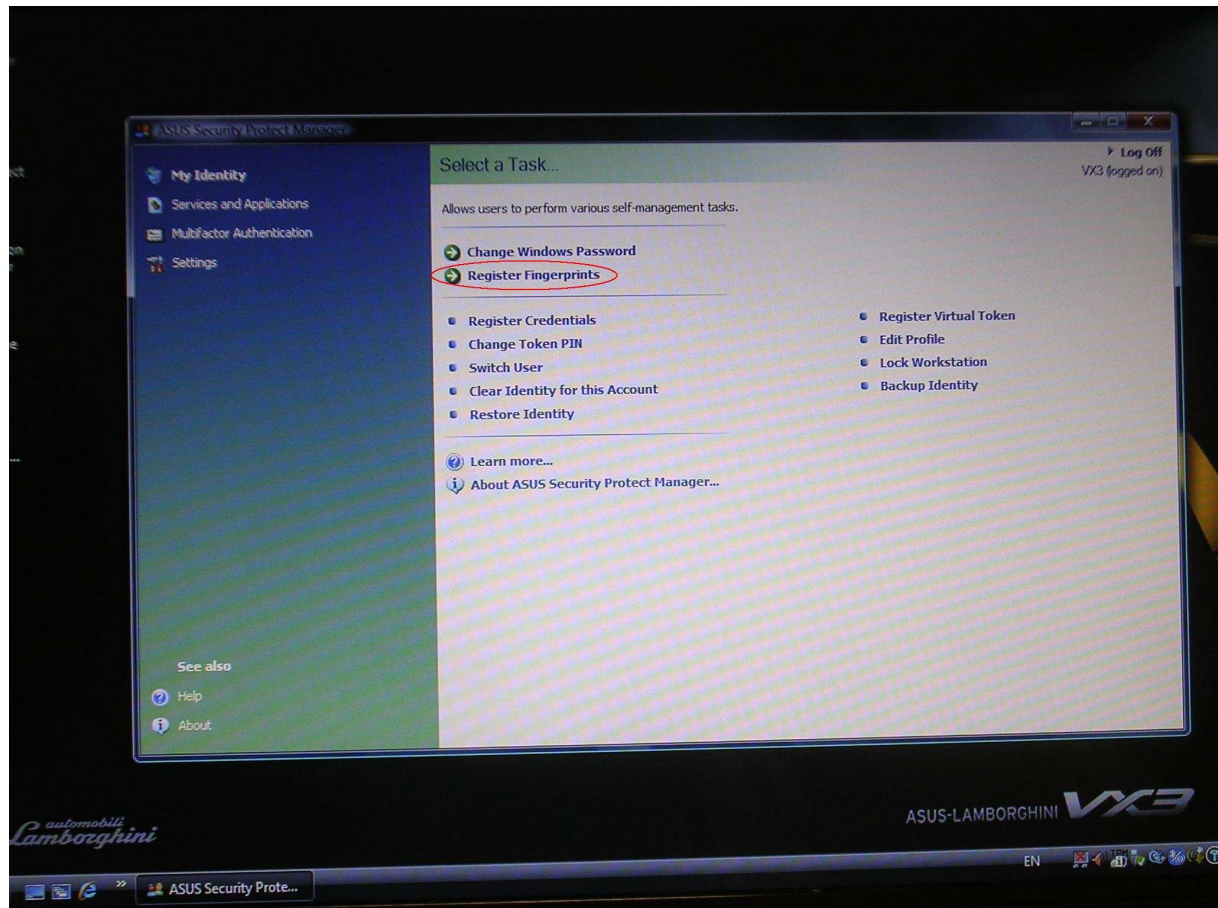 ASUS Security Protect Manager
Log Off
VX3 (logged on)
My Identity
Services and Applications
Multifactor Authentication
Settings
Select a Task...
Allows users to perform various self-management tasks.
Change Windows Password
Register Fingerprints
Register Credentials
Change Token PIN
Switch User
Clear Identity for this Account
Restore Identity
Register Virtual Token
Edit Profile
Lock Workstation
Backup Identity
Learn more...
About ASUS Security Protect Manager...
See also
Help
About
automobili
Lamborghini
ASUS-LAMBORGHINI VX3
EN
TPM
ASUS Security Prote...